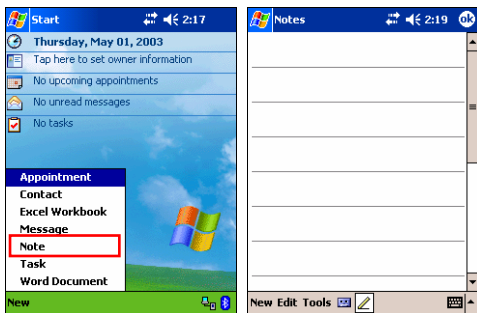 Start 2:17
Thursday, May 01, 2003
Tap here to set owner information
No upcoming appointments
No unread messages
No tasks
Appointment
Contact
Excel Workbook
Message
Note
Task
Word Document
New
Notes 2:19 ok
New Edit Tools